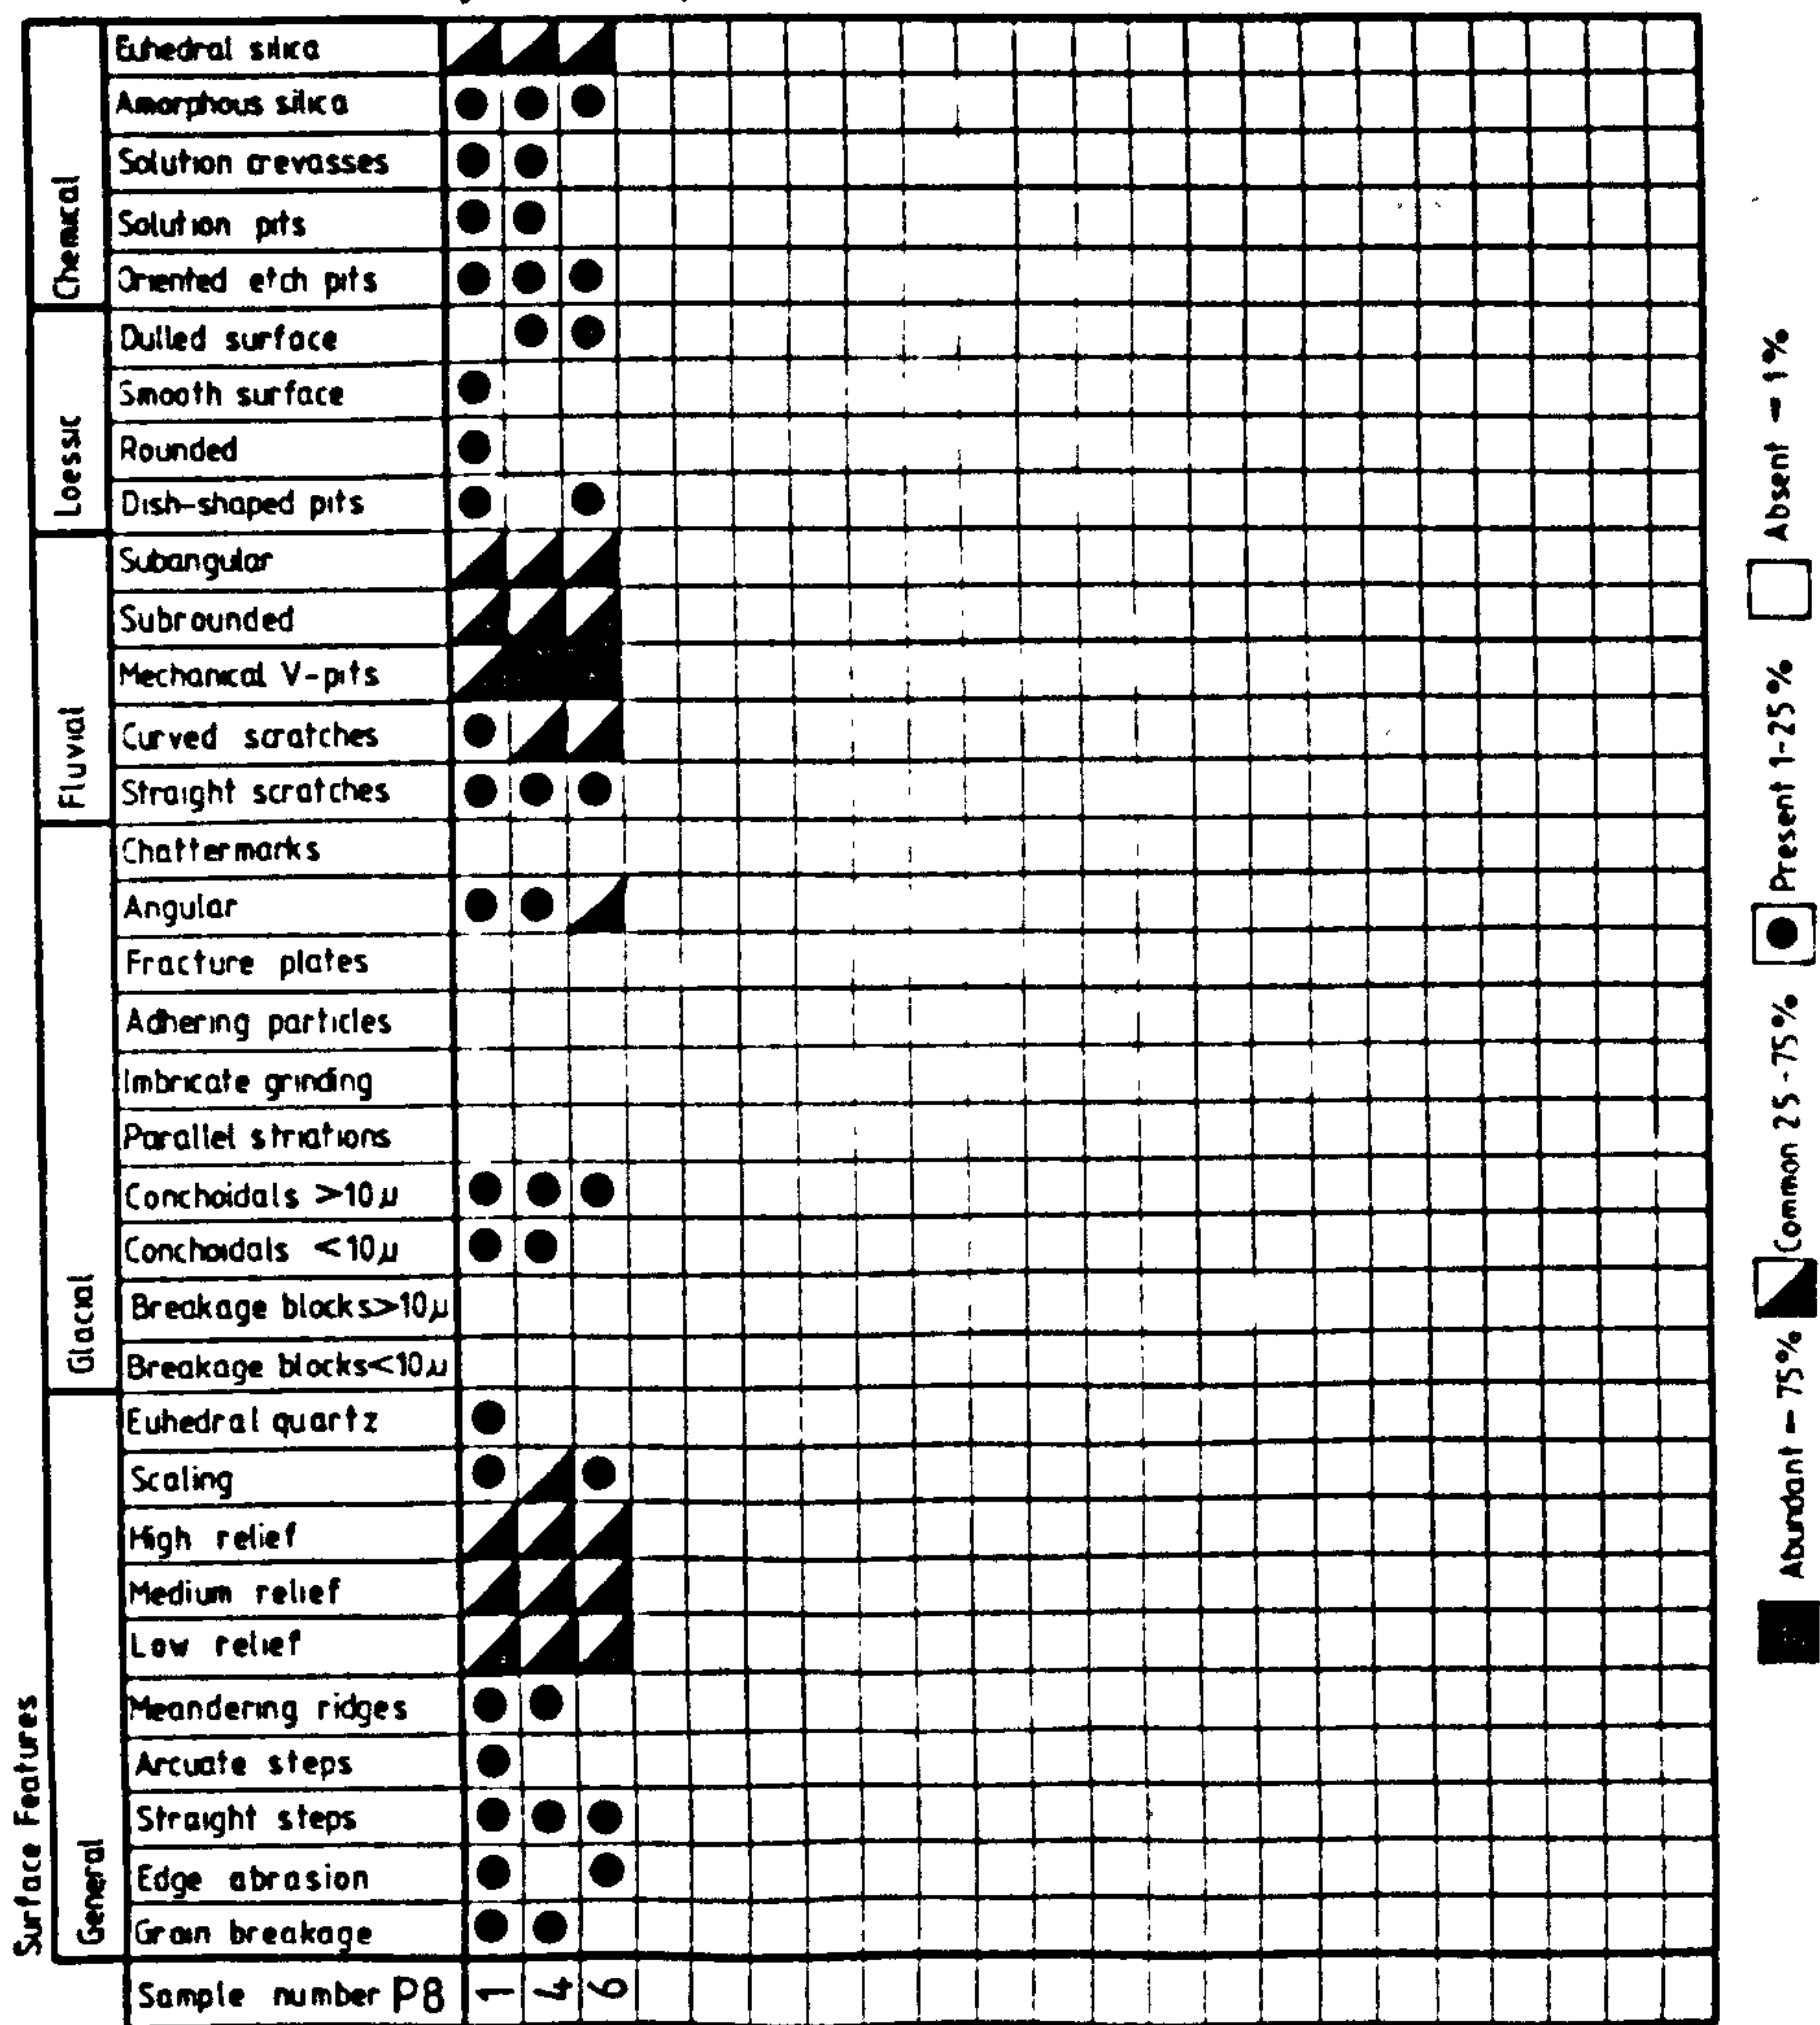 Chemical
Euhedral silica
Amorphous silica
Solution crevasses
Solution pits
Oriented etch pits
Loessic
Dulled surface
Smooth surface
Rounded
Dish-shaped pits
Fluvial
Subangular
Subrounded
Mechanical V-pits
Curved scratches
Straight scratches
Glacial
Chattermarks
Angular
Fracture plates
Adhering particles
Imbricate grinding
Parallel striations
Conchoidals >10µ
Conchoidals <10µ
Breakage blocks>10µ
Breakage blocks<10µ
Surface Features
General
Euhedral quartz
Scaling
High relief
Medium relief
Low relief
Meandering ridges
Arcuate steps
Straight steps
Edge abrasion
Grain breakage
Sample number P8 1 4 6
Abundant – 75%
Common 25-75%
Present 1-25%
Absent – 1%